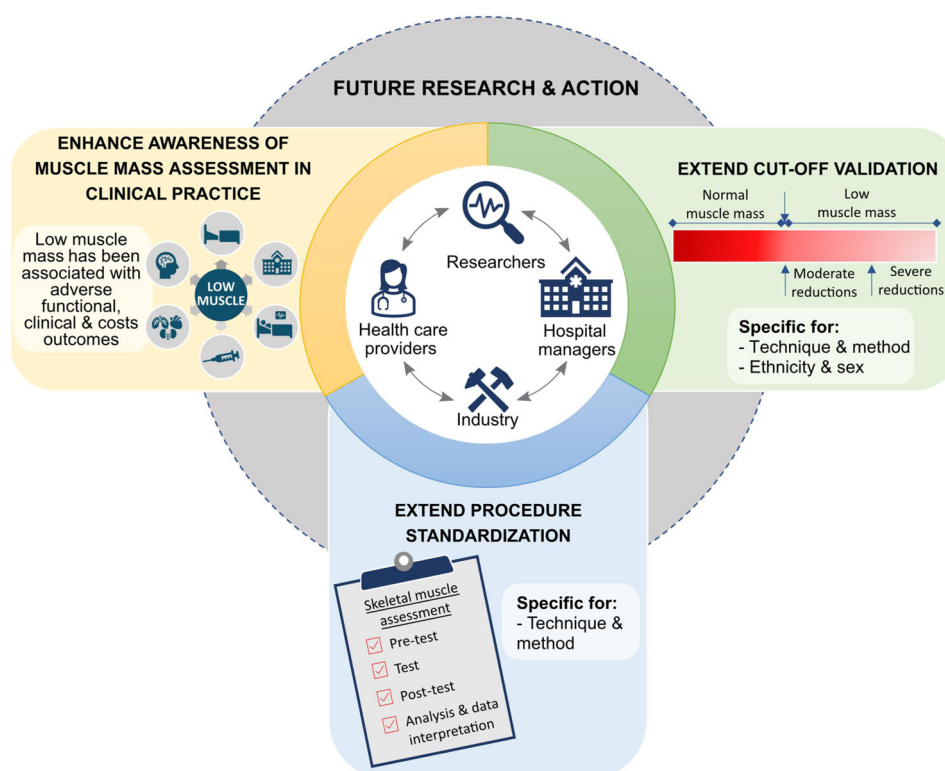 FUTURE RESEARCH & ACTION
ENHANCE AWARENESS OF
MUSCLE MASS ASSESSMENT IN
CLINICAL PRACTICE
Low muscle
mass has been
associated with
adverse
functional,
clinical & costs
outcomes
LOW
MUSCLE
Researchers
Health care
providers
Hospital
managers
Industry
EXTEND CUT-OFF VALIDATION
Normal
muscle mass
Low
muscle mass
Moderate
reductions
Severe
reductions
Specific for:
- Technique & method
- Ethnicity & sex
EXTEND PROCEDURE
STANDARDIZATION
Skeletal muscle
assessment
Pre-test
Test
Post-test
Analysis & data
interpretation
Specific for:
- Technique &
method